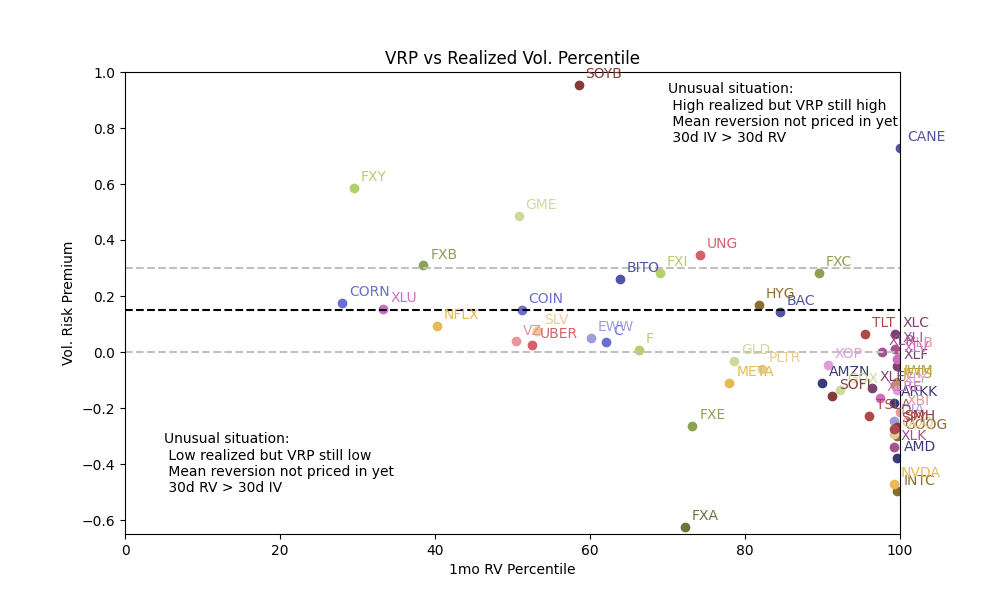 VRP vs Realized Vol. Percentile
1.0
0.8
0.6
0.4
0.2
0.0
−0.2
−0.4
−0.6
Vol. Risk Premium
0
20
40
60
80
100
1mo RV Percentile
Unusual situation:
High realized but VRP still high
Mean reversion not priced in yet
30d IV > 30d RV
Unusual situation:
Low realized but VRP still low
Mean reversion not priced in yet
30d RV > 30d IV
SOYB
CANE
FXY
GME
UNG
FXB
BITO
FXI
FXC
CORN
XLU
COIN
HYG
BAC
NFLX
SLV
VZ
UBER
EWW
C
F
TLT
XLC
GLD
PLTR
XOP
XLF
META
AMZN
SOFI
ARKK
TSLA
XBI
FXE
SMH
GOOG
XLK
AMD
NVDA
INTC
FXA